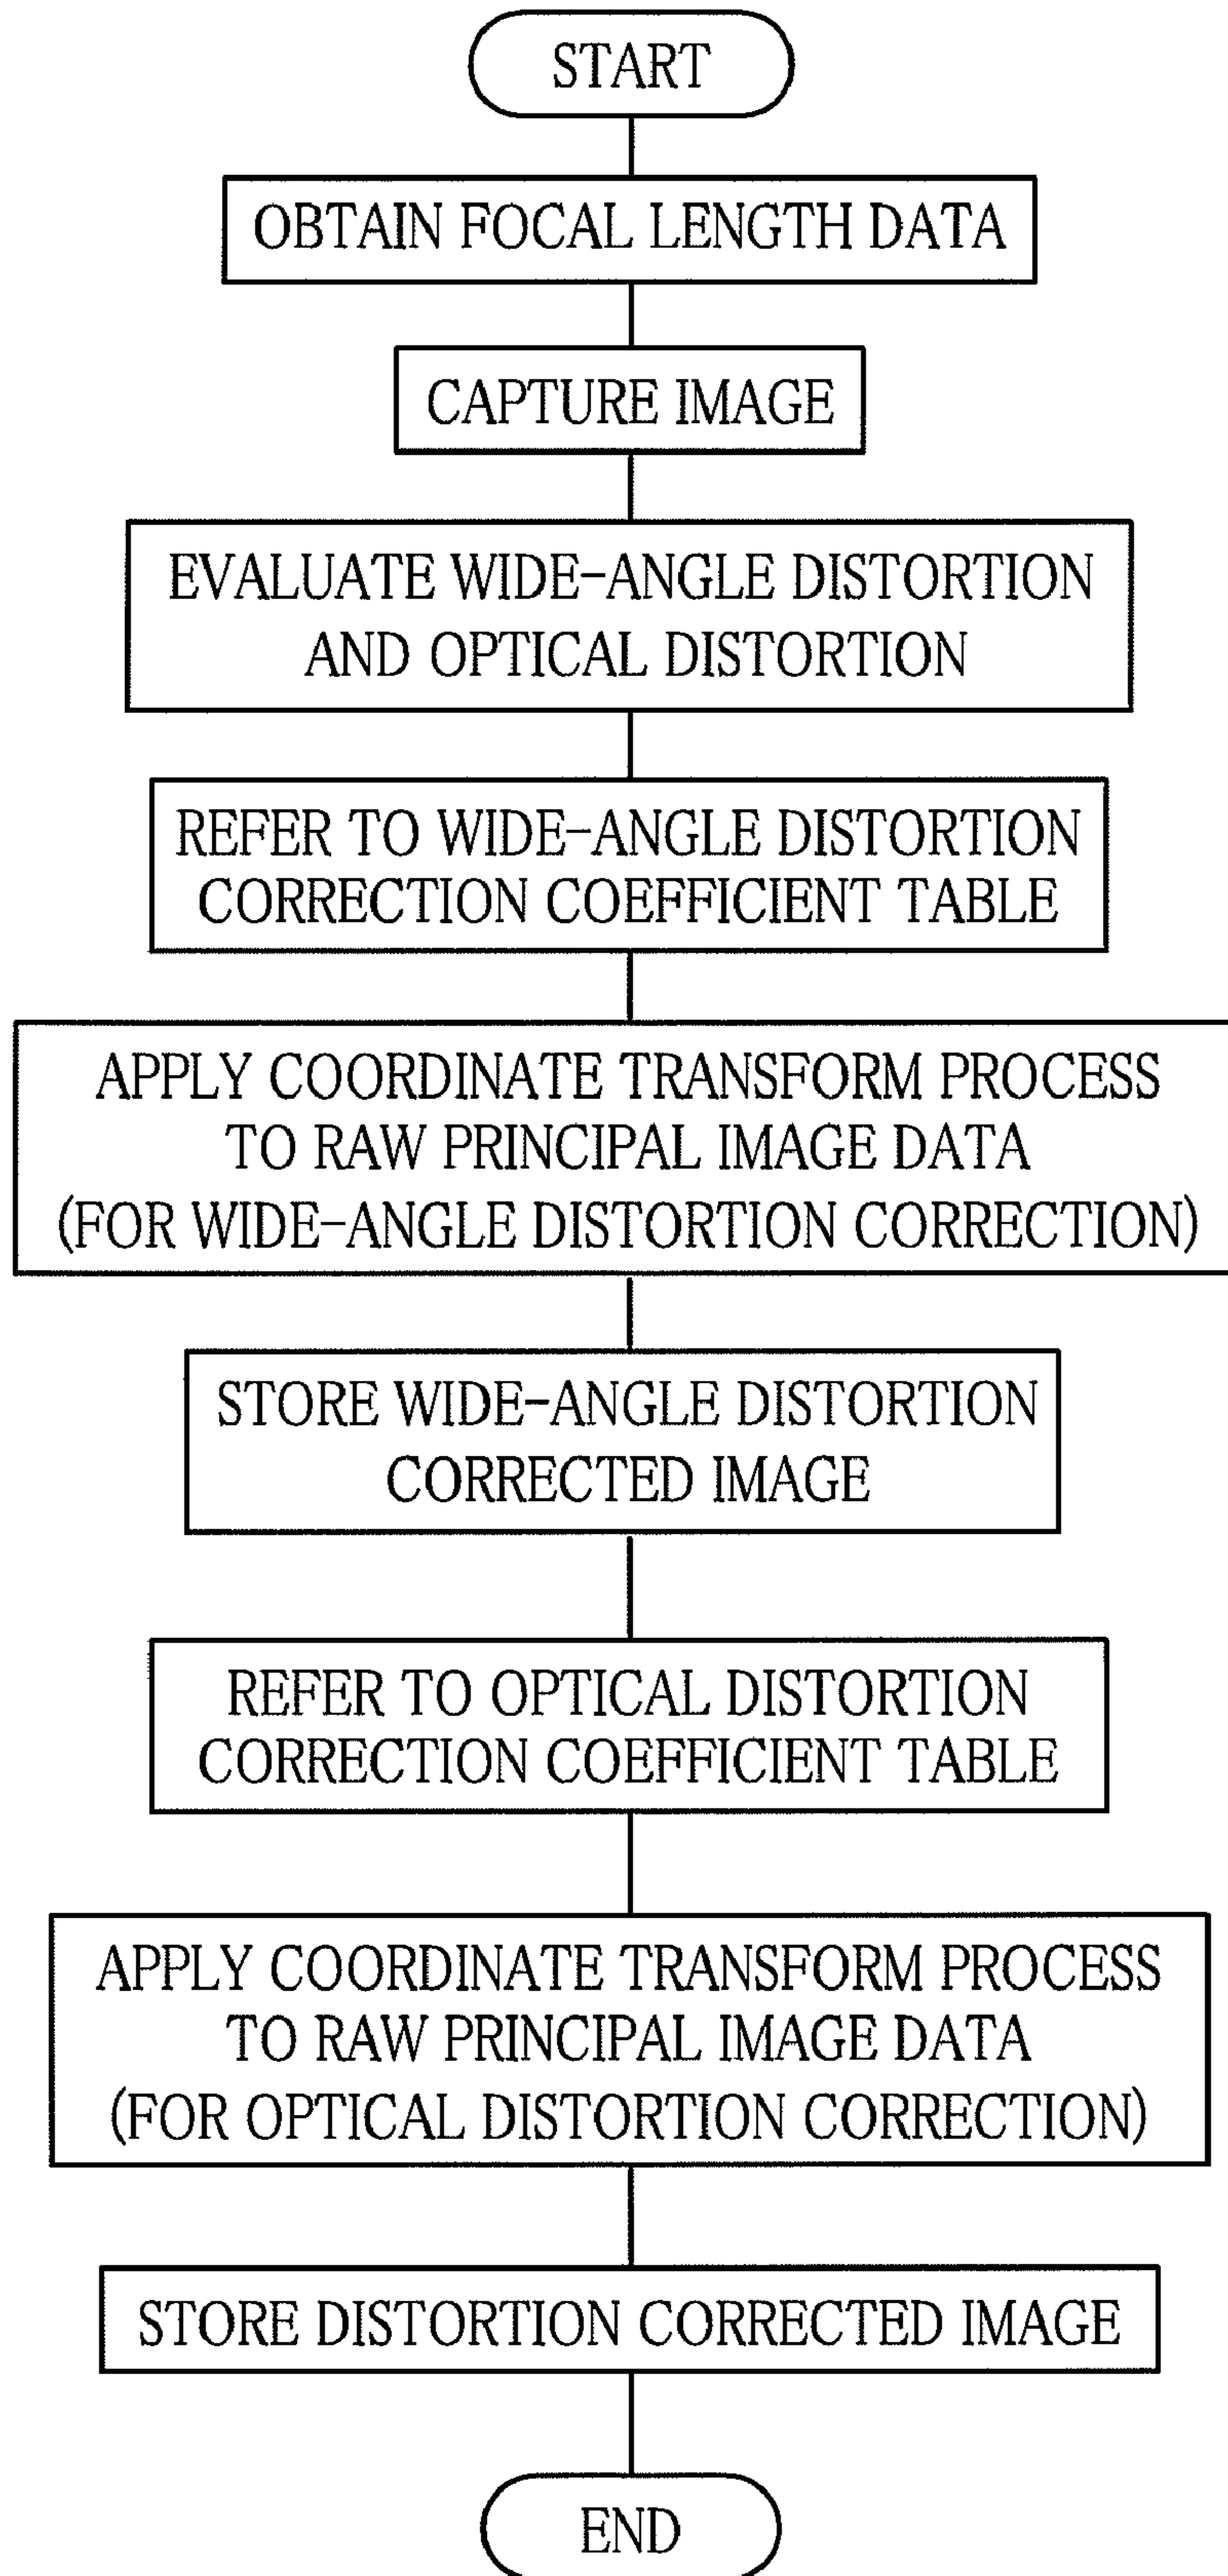 START
OBTAIN FOCAL LENGTH DATA
CAPTURE IMAGE
EVALUATE WIDE-ANGLE DISTORTION
AND OPTICAL DISTORTION
REFER TO WIDE-ANGLE DISTORTION
CORRECTION COEFFICIENT TABLE
APPLY COORDINATE TRANSFORM PROCESS
TO RAW PRINCIPAL IMAGE DATA
(FOR WIDE-ANGLE DISTORTION CORRECTION)
STORE WIDE-ANGLE DISTORTION
CORRECTED IMAGE
REFER TO OPTICAL DISTORTION
CORRECTION COEFFICIENT TABLE
APPLY COORDINATE TRANSFORM PROCESS
TO RAW PRINCIPAL IMAGE DATA
(FOR OPTICAL DISTORTION CORRECTION)
STORE DISTORTION CORRECTED IMAGE
END